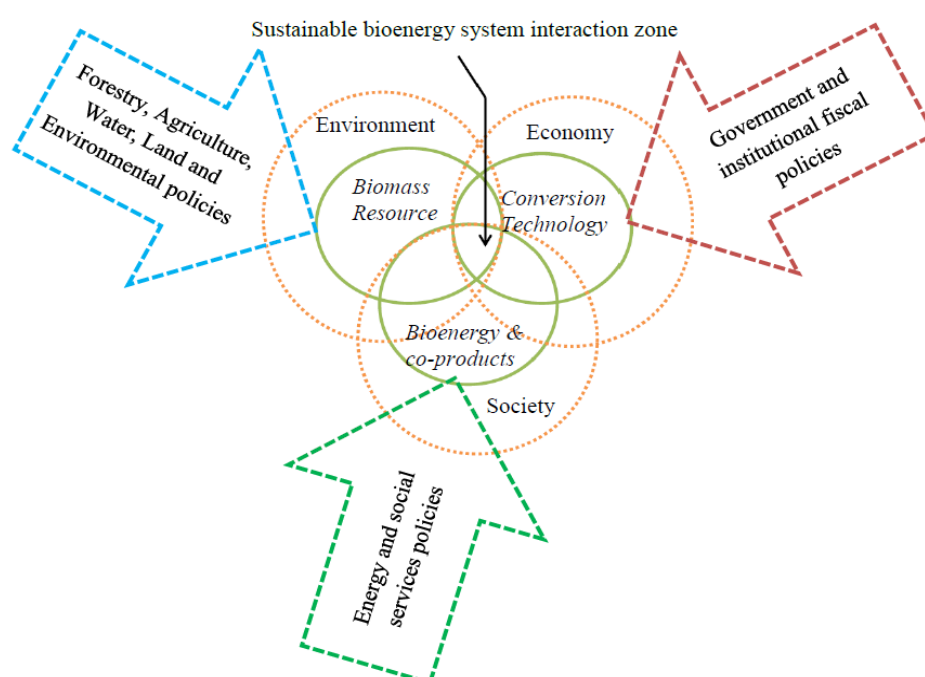 Sustainable bioenergy system interaction zone
Forestry, Agriculture,
Water, Land and
Environmental policies
Government and
institutional fiscal
policies
Environment
Economy
Biomass
Resource
Conversion
Technology
Bioenergy &
co-products
Society
Energy and social
services policies